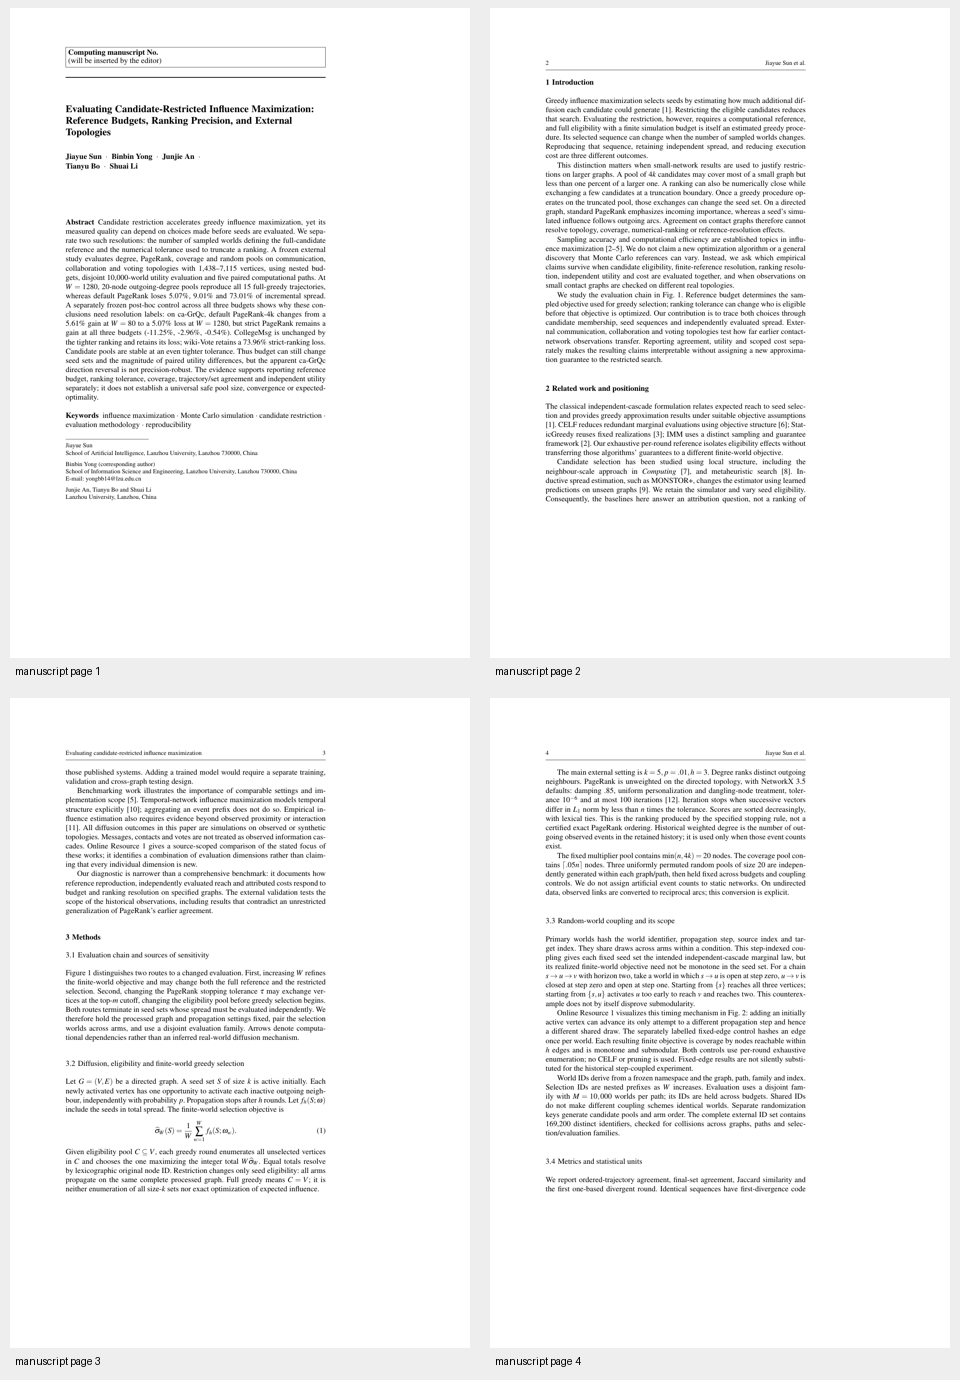 Computing manuscript No.
(will be inserted by the editor)
Evaluating Candidate-Restricted Influence Maximization:
Reference Budgets, Ranking Precision, and External
Topologies
Jiayue Sun · Binbin Yong · Junjie An ·
Tianyu Bo · Shuai Li
Abstract Candidate restriction accelerates greedy influence maximization, yet its
measured quality can depend on choices made before seeds are evaluated. We sepa-
rate two such resolutions: the number of sampled worlds defining the full-candidate
reference and the numerical tolerance used to truncate a ranking. A frozen external
study evaluates degree, PageRank, coverage and random pools on communication,
collaboration and voting topologies with 1,438–7,115 vertices, using nested bud-
gets, disjoint 10,000-world utility evaluation and five paired computational paths. At
W = 1280, 20-node outgoing-degree pools reproduce all 15 full-greedy trajectories,
whereas default PageRank loses 5.07%, 9.01% and 73.01% of incremental spread.
A separately frozen post-hoc control across all three budgets shows why these con-
clusions need resolution labels: on ca-GrQc, default PageRank-4k changes from a
5.61% gain at W = 80 to a 5.07% loss at W = 1280, but strict PageRank remains a
gain at all three budgets (-11.25%, -2.96%, -0.54%). CollegeMsg is unchanged by
the tighter ranking and retains its loss; wiki-Vote retains a 73.96% strict-ranking loss.
Candidate pools are stable at an even tighter tolerance. Thus budget can still change
seed sets and the magnitude of paired utility differences, but the apparent ca-GrQc
direction reversal is not precision-robust. The evidence supports reporting reference
budget, ranking tolerance, coverage, trajectory/set agreement and independent utility
separately; it does not establish a universal safe pool size, convergence or expected-
optimality.
Keywords influence maximization · Monte Carlo simulation · candidate restriction ·
evaluation methodology · reproducibility
Jiayue Sun
School of Artificial Intelligence, Lanzhou University, Lanzhou 730000, China
Binbin Yong (corresponding author)
School of Information Science and Engineering, Lanzhou University, Lanzhou 730000, China
E-mail: yongbb14@lzu.edu.cn
Junjie An, Tianyu Bo and Shuai Li
Lanzhou University, Lanzhou, China
manuscript page 1
2 Jiayue Sun et al.
1 Introduction
Greedy influence maximization selects seeds by estimating how much additional dif-
fusion each candidate could generate [1]. Restricting the eligible candidates reduces
that search. Evaluating the restriction, however, requires a computational reference,
and full eligibility with a finite simulation budget is itself an estimated greedy proce-
dure. Its selected sequence can change when the number of sampled worlds changes.
Reproducing that sequence, retaining independent spread, and reducing execution
cost are three different outcomes.
This distinction matters when small-network results are used to justify restric-
tions on larger graphs. A pool of 4k candidates may cover most of a small graph but
less than one percent of a larger one. A ranking can also be numerically close while
exchanging a few candidates at a truncation boundary. Once a greedy procedure op-
erates on the truncated pool, those exchanges can change the seed set. On a directed
graph, standard PageRank emphasizes incoming importance, whereas a seed's simu-
lated influence follows outgoing arcs. Agreement on contact graphs therefore cannot
resolve topology, coverage, numerical-ranking or reference-resolution effects.
Sampling accuracy and computational efficiency are established topics in influ-
ence maximization [2–5]. We do not claim a new optimization algorithm or a general
discovery that Monte Carlo references can vary. Instead, we ask which empirical
claims survive when candidate eligibility, finite-reference resolution, ranking resolu-
tion, independent utility and cost are evaluated together, and when observations on
small contact graphs are checked on different real topologies.
We study the evaluation chain in Fig. 1. Reference budget determines the sam-
pled objective used for greedy selection; ranking tolerance can change who is eligible
before that objective is optimized. Our contribution is to trace both choices through
candidate membership, seed sequences and independently evaluated spread. Exter-
nal communication, collaboration and voting topologies test how far earlier contact-
network observations transfer. Reporting agreement, utility and scoped cost sepa-
rately makes the resulting claims interpretable without assigning a new approxima-
tion guarantee to the restricted search.
2 Related work and positioning
The classical independent-cascade formulation relates expected reach to seed selec-
tion and provides greedy approximation results under suitable objective assumptions
[1]. CELF reduces redundant marginal evaluations using objective structure [6]; Stat-
icGreedy reuses fixed realizations [3]; IMM uses a distinct sampling and guarantee
framework [2]. Our exhaustive per-round reference isolates eligibility effects without
transferring those algorithms' guarantees to a different finite-world objective.
Candidate selection has been studied using local structure, including the
neighbour-scale approach in Computing [7], and metaheuristic search [8]. In-
ductive spread estimation, such as MONSTOR+, changes the estimator using learned
predictions on unseen graphs [9]. We retain the simulator and vary seed eligibility.
Consequently, the baselines here answer an attribution question, not a ranking of
manuscript page 2
Evaluating candidate-restricted influence maximization 3
those published systems. Adding a trained model would require a separate training,
validation and cross-graph testing design.
Benchmarking work illustrates the importance of comparable settings and im-
plementation scope [5]. Temporal-network influence maximization models temporal
structure explicitly [10]; aggregating an event prefix does not do so. Empirical in-
fluence estimation also requires evidence beyond observed proximity or interaction
[11]. All diffusion outcomes in this paper are simulations on observed or synthetic
topologies. Messages, contacts and votes are not treated as observed information cas-
cades. Online Resource 1 gives a source-scoped comparison of the stated focus of
these works; it identifies a combination of evaluation dimensions rather than claim-
ing that every individual dimension is new.
Our diagnostic is narrower than a comprehensive benchmark: it documents how
reference reproduction, independently evaluated reach and attributed costs respond to
budget and ranking resolution on specified graphs. The external validation tests the
scope of the historical observations, including results that contradict an unrestricted
generalization of PageRank's earlier agreement.
3 Methods
3.1 Evaluation chain and sources of sensitivity
Figure 1 distinguishes two routes to a changed evaluation. First, increasing W refines
the finite-world objective and may change both the full reference and the restricted
selection. Second, changing the PageRank stopping tolerance τ may exchange ver-
tices at the top-m cutoff, changing the eligibility pool before greedy selection begins.
Both routes terminate in seed sets whose spread must be evaluated independently. We
therefore hold the processed graph and propagation settings fixed, pair the selection
worlds across arms, and use a disjoint evaluation family. Arrows denote computa-
tional dependencies rather than an inferred real-world diffusion mechanism.
3.2 Diffusion, eligibility and finite-world greedy selection
Let G = (V,E) be a directed graph. A seed set S of size k is active initially. Each
newly activated vertex has one opportunity to activate each inactive outgoing neigh-
bour, independently with probability p. Propagation stops after h rounds. Let fₕ(S;ω)
include the seeds in total spread. The finite-world selection objective is
σ̂_W(S) = 1/W ∑_{w=1}^{W} fₕ(S;ω_w). (1)
Given eligibility pool C ⊆ V, each greedy round enumerates all unselected vertices
in C and chooses the one maximizing the integer total Wσ̂_W. Equal totals resolve
by lexicographic original node ID. Restriction changes only seed eligibility: all arms
propagate on the same complete processed graph. Full greedy means C = V; it is
neither enumeration of all size-k sets nor exact optimization of expected influence.
manuscript page 3
4 Jiayue Sun et al.
The main external setting is k = 5, p = .01, h = 3. Degree ranks distinct outgoing
neighbours. PageRank is unweighted on the directed topology, with NetworkX 3.5
defaults: damping .85, uniform personalization and dangling-node treatment, toler-
ance 10⁻⁶ and at most 100 iterations [12]. Iteration stops when successive vectors
differ in L₁ norm by less than n times the tolerance. Scores are sorted decreasingly,
with lexical ties. This is the ranking produced by the specified stopping rule, not a
certified exact PageRank ordering. Historical weighted degree is the number of out-
going observed events in the retained history; it is used only when those event counts
exist.
The fixed multiplier pool contains min(n,4k) = 20 nodes. The coverage pool con-
tains ⌈.05n⌉ nodes. Three uniformly permuted random pools of size 20 are indepen-
dently generated within each graph/path, then held fixed across budgets and coupling
controls. We do not assign artificial event counts to static networks. On undirected
data, observed links are converted to reciprocal arcs; this conversion is explicit.
3.3 Random-world coupling and its scope
Primary worlds hash the world identifier, propagation step, source index and tar-
get index. They share draws across arms within a condition. This step-indexed cou-
pling gives each fixed seed set the intended independent-cascade marginal law, but
its realized finite-world objective need not be monotone in the seed set. For a chain
s → u → v with horizon two, take a world in which s → u is open at step zero, u → v is
closed at step zero and open at step one. Starting from {s} reaches all three vertices;
starting from {s,u} activates u too early to reach v and reaches two. This counterex-
ample does not by itself disprove submodularity.
Online Resource 1 visualizes this timing mechanism in Fig. 2: adding an initially
active vertex can advance its only attempt to a different propagation step and hence
a different shared draw. The separately labelled fixed-edge control hashes an edge
once per world. Each resulting finite objective is coverage by nodes reachable within
h edges and is monotone and submodular. Both controls use per-round exhaustive
enumeration; no CELF or pruning is used. Fixed-edge results are not silently substi-
tuted for the historical step-coupled experiment.
World IDs derive from a frozen namespace and the graph, path, family and index.
Selection IDs are nested prefixes as W increases. Evaluation uses a disjoint fam-
ily with M = 10,000 worlds per path; its IDs are held across budgets. Shared IDs
do not make different coupling schemes identical worlds. Separate randomization
keys generate candidate pools and arm order. The complete external ID set contains
169,200 distinct identifiers, checked for collisions across graphs, paths and selec-
tion/evaluation families.
3.4 Metrics and statistical units
We report ordered-trajectory agreement, final-set agreement, Jaccard similarity and
the first one-based divergent round. Identical sequences have first-divergence code
manuscript page 4